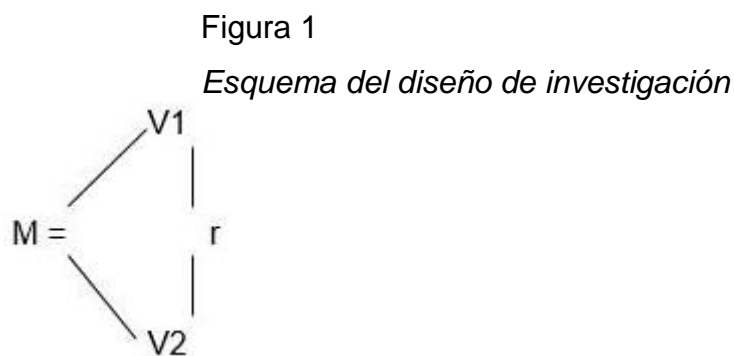 Figura 1
Esquema del diseño de investigación
V1
M = r
V2